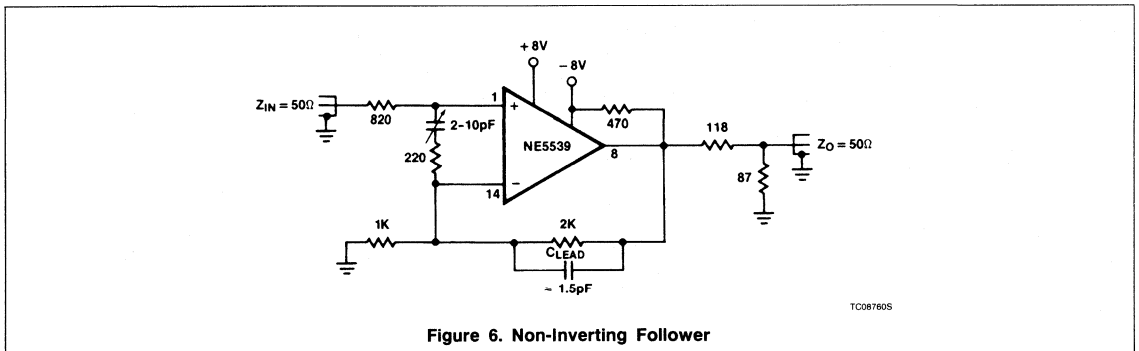 + 8V
− 8V
1
+
ZIN = 50Ω
820
2–10pF
470
118
NE5539
8
ZO = 50Ω
220
−
14
87
1K
2K
CLEAD
≈ 1.5pF
TC08760S
Figure 6. Non-Inverting Follower